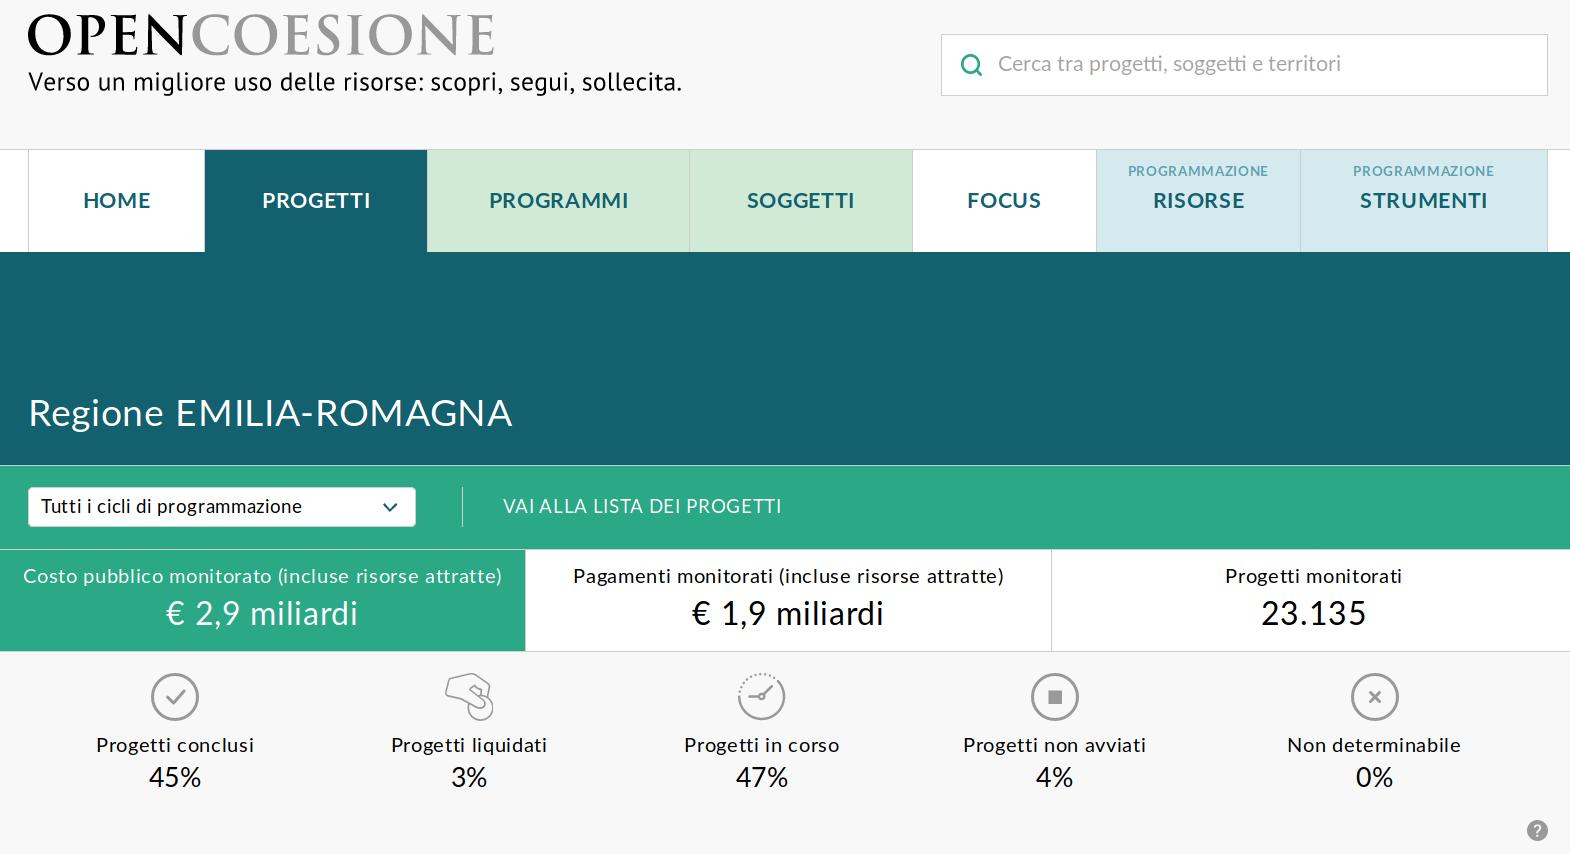 OPENCOESIONE
Verso un migliore uso delle risorse: scopri, segui, sollecita.
Cerca tra progetti, soggetti e territori
HOME
PROGETTI
PROGRAMMI
SOGGETTI
FOCUS
PROGRAMMAZIONE
RISORSE
PROGRAMMAZIONE
STRUMENTI
Regione EMILIA-ROMAGNA
Tutti i cicli di programmazione
VAI ALLA LISTA DEI PROGETTI
Costo pubblico monitorato (incluse risorse attratte)
€ 2,9 miliardi
Pagamenti monitorati (incluse risorse attratte)
€ 1,9 miliardi
Progetti monitorati
23.135
Progetti conclusi
45%
Progetti liquidati
3%
Progetti in corso
47%
Progetti non avviati
4%
Non determinabile
0%
?